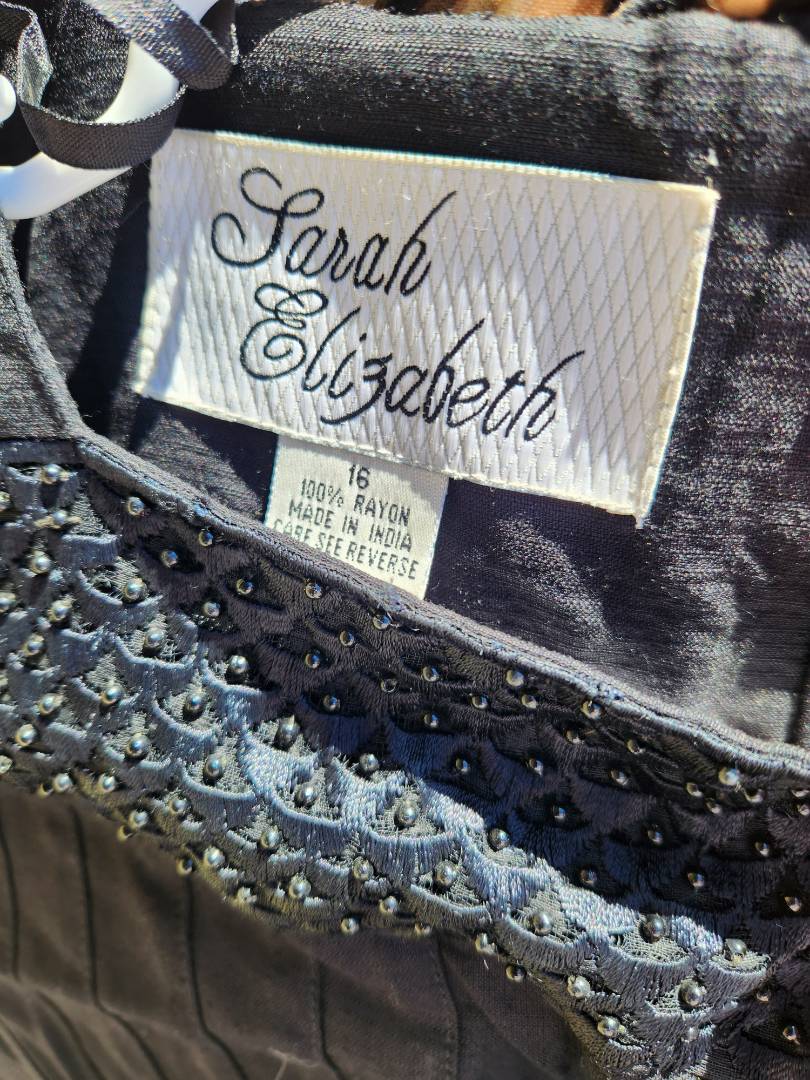 Sarah
Elizabeth
16
100% RAYON
MADE IN INDIA
CARE SEE REVERSE